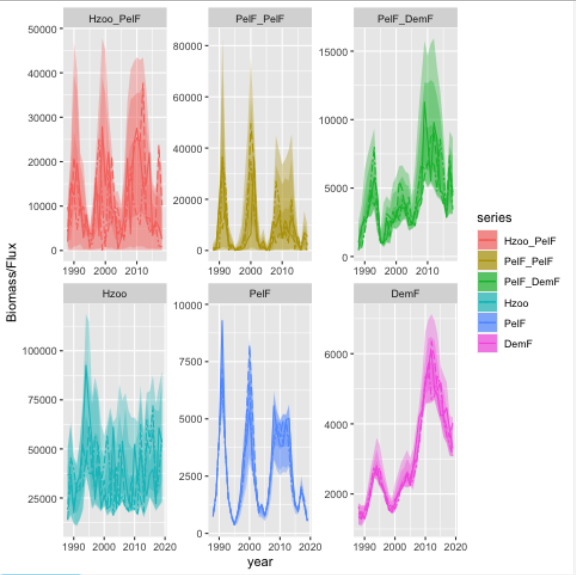 Hzoo_PelF PelF_PelF PelF_DemF
50000
40000
30000
20000
10000
0
80000
60000
40000
20000
0
15000
10000
5000
0
1990 2000 2010
1990 2000 2010
1990 2000 2010
Biomass/Flux
Hzoo PelF DemF
100000
75000
50000
25000
10000
7500
5000
2500
0
6000
4000
2000
1990 2000 2010 2020
1990 2000 2010 2020
1990 2000 2010 2020
year
series
Hzoo_PelF
PelF_PelF
PelF_DemF
Hzoo
PelF
DemF